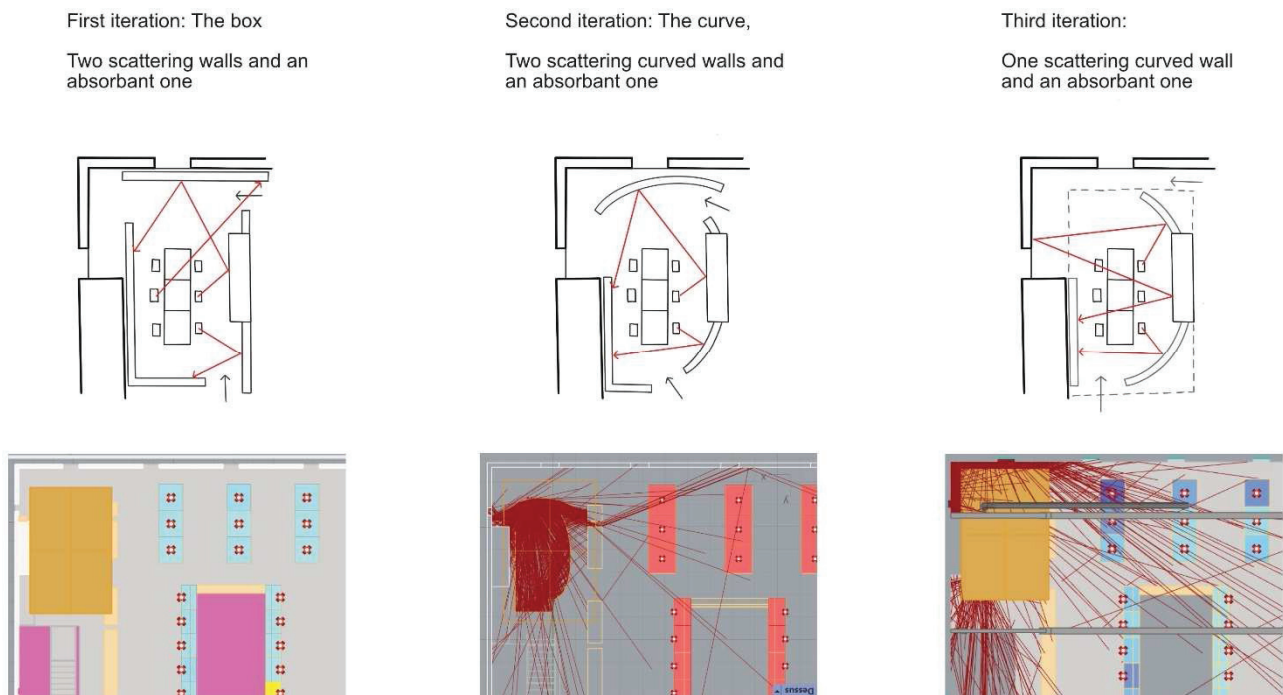 First iteration: The box
Two scattering walls and an
absorbant one
Second iteration: The curve,
Two scattering curved walls and
an absorbant one
Third iteration:
One scattering curved wall
and an absorbant one
x
y
Dessus